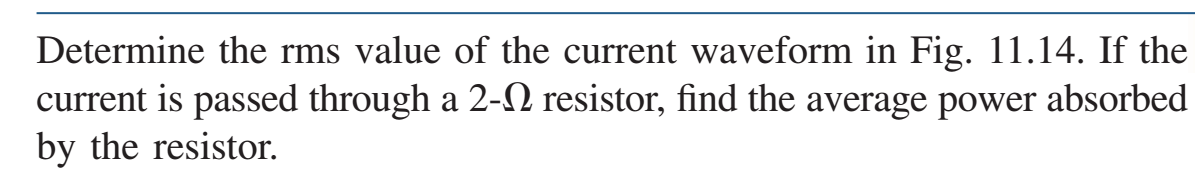 Determine the rms value of the current waveform in Fig. 11.14. If the
current is passed through a 2-Ω resistor, find the average power absorbed
by the resistor.